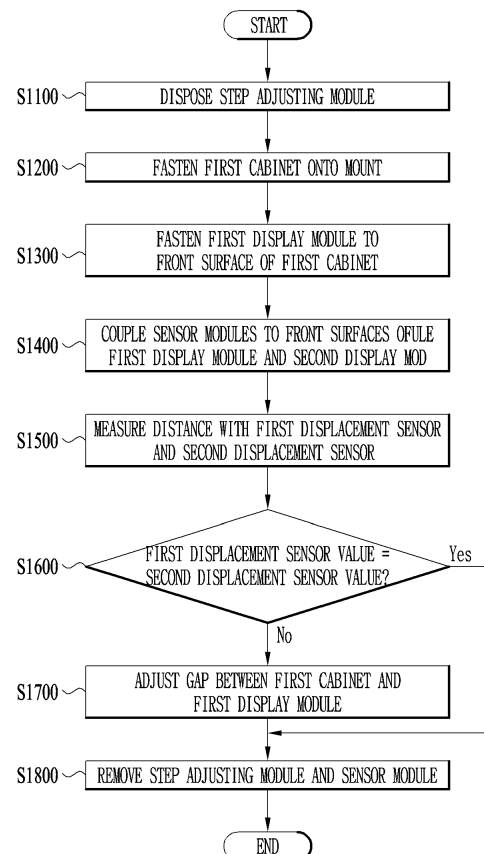 START
S1100
DISPOSE STEP ADJUSTING MODULE
S1200
FASTEN FIRST CABINET ONTO MOUNT
S1300
FASTEN FIRST DISPLAY MODULE TO
FRONT SURFACE OF FIRST CABINET
S1400
COUPLE SENSOR MODULES TO FRONT SURFACES OFULE
FIRST DISPLAY MODULE AND SECOND DISPLAY MOD
S1500
MEASURE DISTANCE WITH FIRST DISPLACEMENT SENSOR
AND SECOND DISPLACEMENT SENSOR
S1600
FIRST DISPLACEMENT SENSOR VALUE =
SECOND DISPLACEMENT SENSOR VALUE?
Yes
No
S1700
ADJUST GAP BETWEEN FIRST CABINET AND
FIRST DISPLAY MODULE
S1800
REMOVE STEP ADJUSTING MODULE AND SENSOR MODULE
END